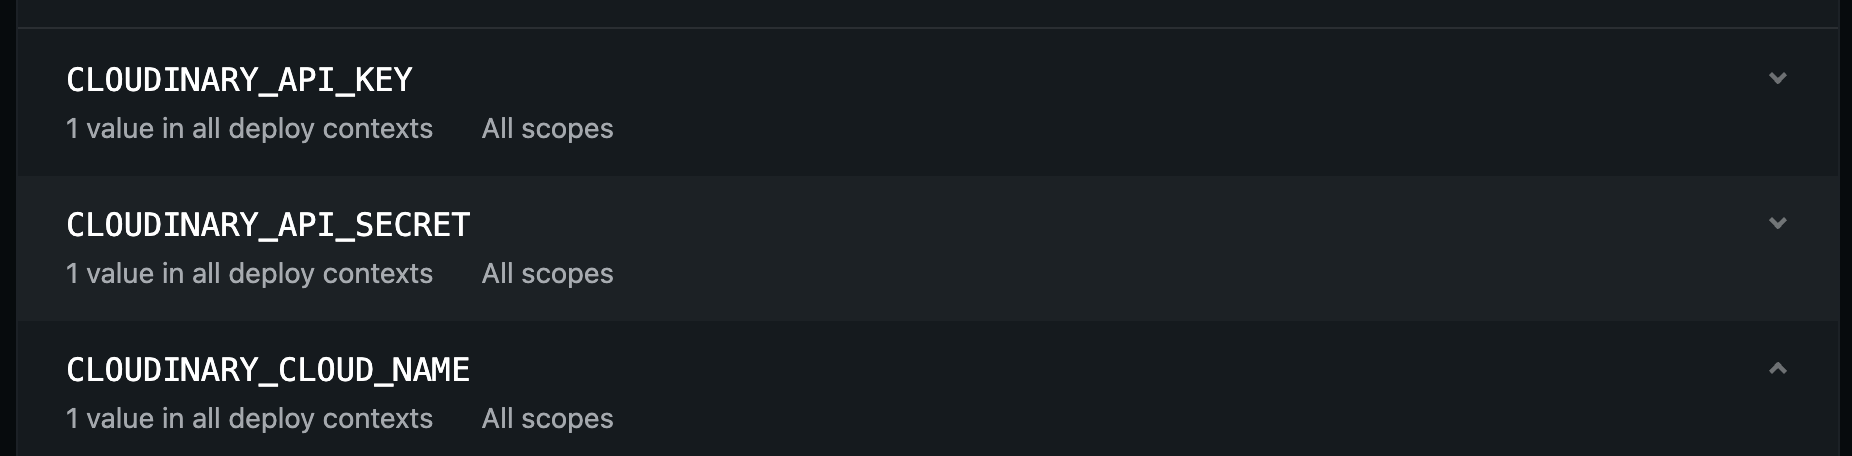 CLOUDINARY_API_KEY
1 value in all deploy contexts All scopes
CLOUDINARY_API_SECRET
1 value in all deploy contexts All scopes
CLOUDINARY_CLOUD_NAME
1 value in all deploy contexts All scopes